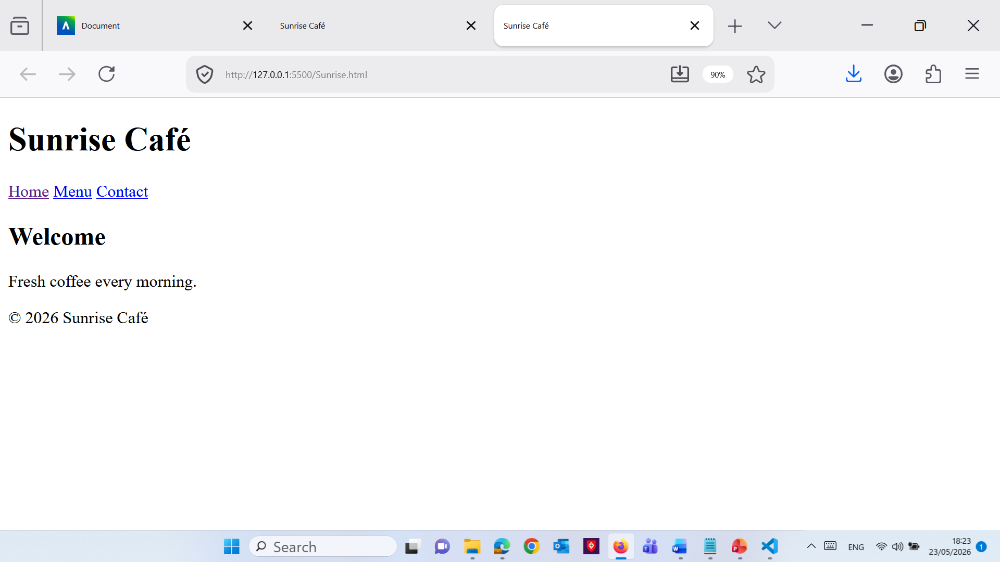 Document
Sunrise Café
Sunrise Café
http://127.0.0.1:5500/Sunrise.html
90%
Sunrise Café
Home Menu Contact
Welcome
Fresh coffee every morning.
© 2026 Sunrise Café
Search
ENG
18:23
23/05/2026
1